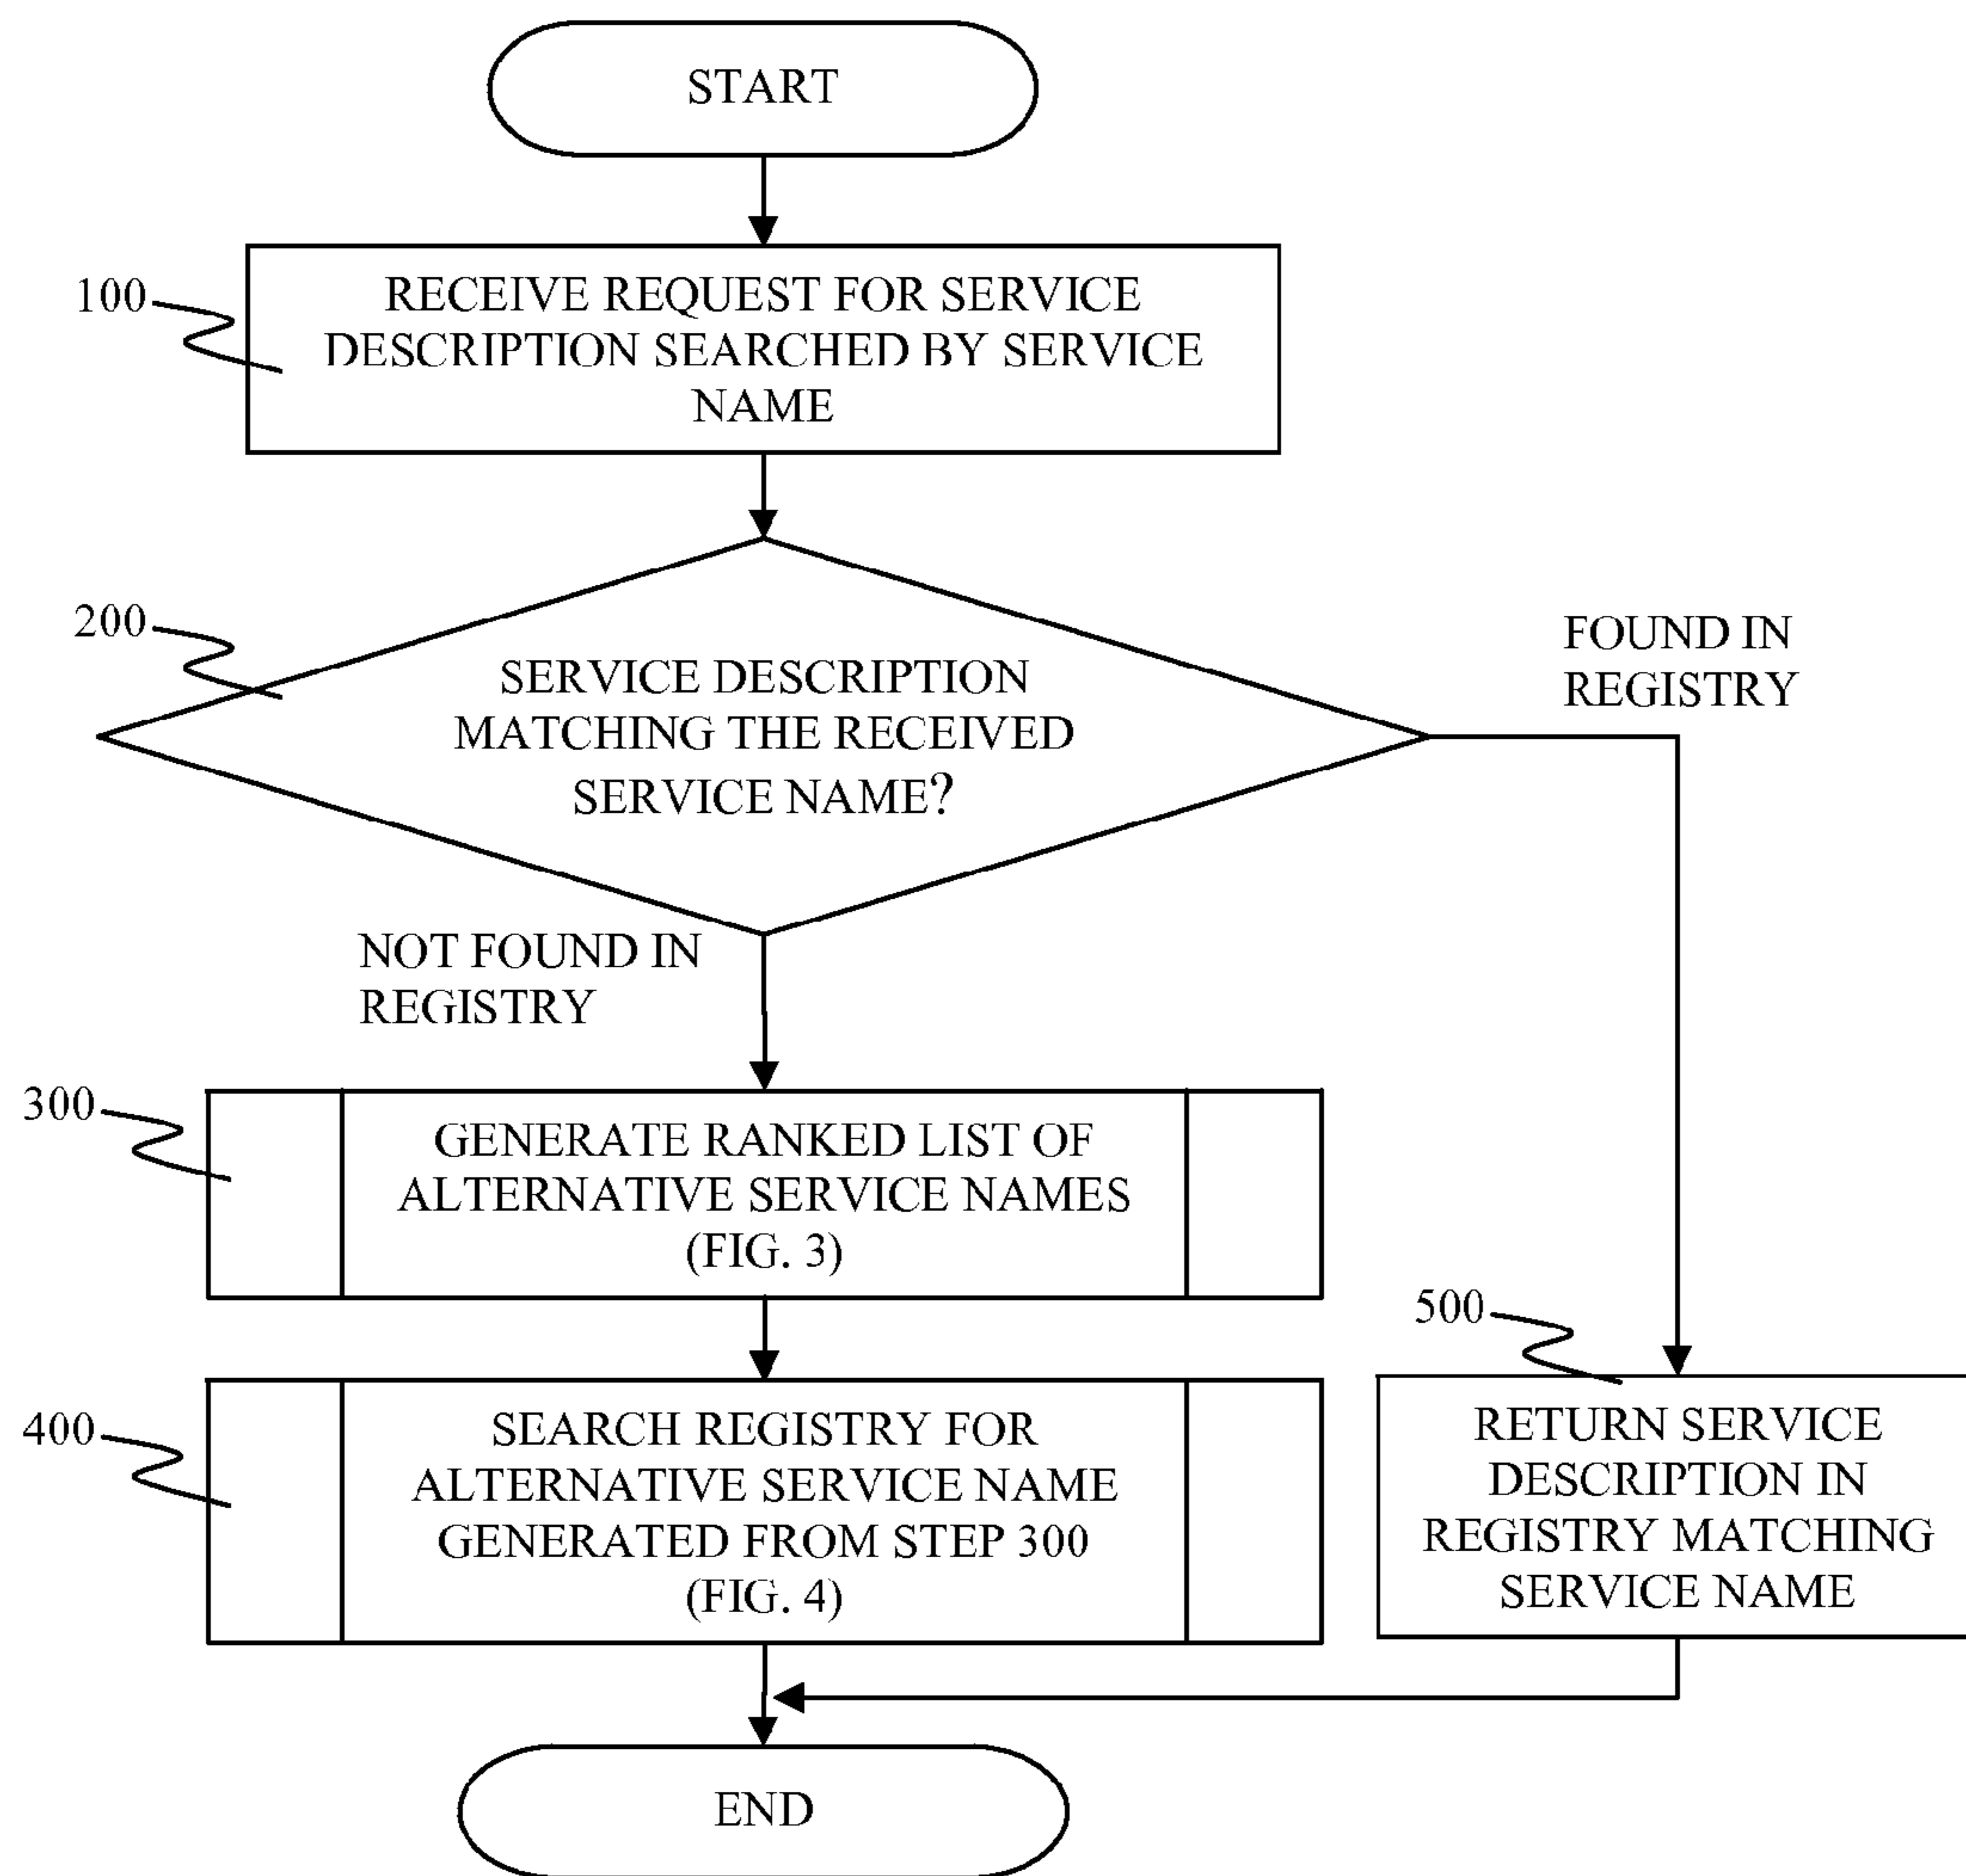 START
100
RECEIVE REQUEST FOR SERVICE
DESCRIPTION SEARCHED BY SERVICE
NAME
200
SERVICE DESCRIPTION
MATCHING THE RECEIVED
SERVICE NAME?
FOUND IN
REGISTRY
NOT FOUND IN
REGISTRY
300
GENERATE RANKED LIST OF
ALTERNATIVE SERVICE NAMES
(FIG. 3)
400
SEARCH REGISTRY FOR
ALTERNATIVE SERVICE NAME
GENERATED FROM STEP 300
(FIG. 4)
500
RETURN SERVICE
DESCRIPTION IN
REGISTRY MATCHING
SERVICE NAME
END